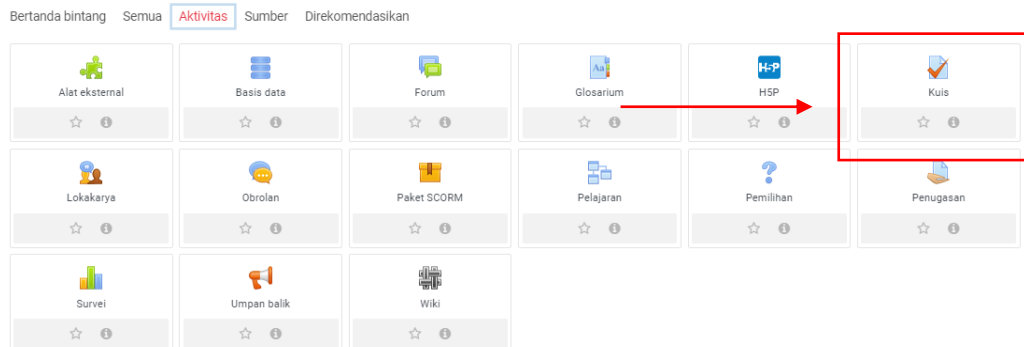 Bertanda bintang Semua Aktivitas Sumber Direkomendasikan
Aa H5P
Alat eksternal Basis data Forum Glosarium H5P Kuis
Lokakarya Obrolan Paket SCORM Pelajaran Pemilihan Penugasan
Survei Umpan balik Wiki